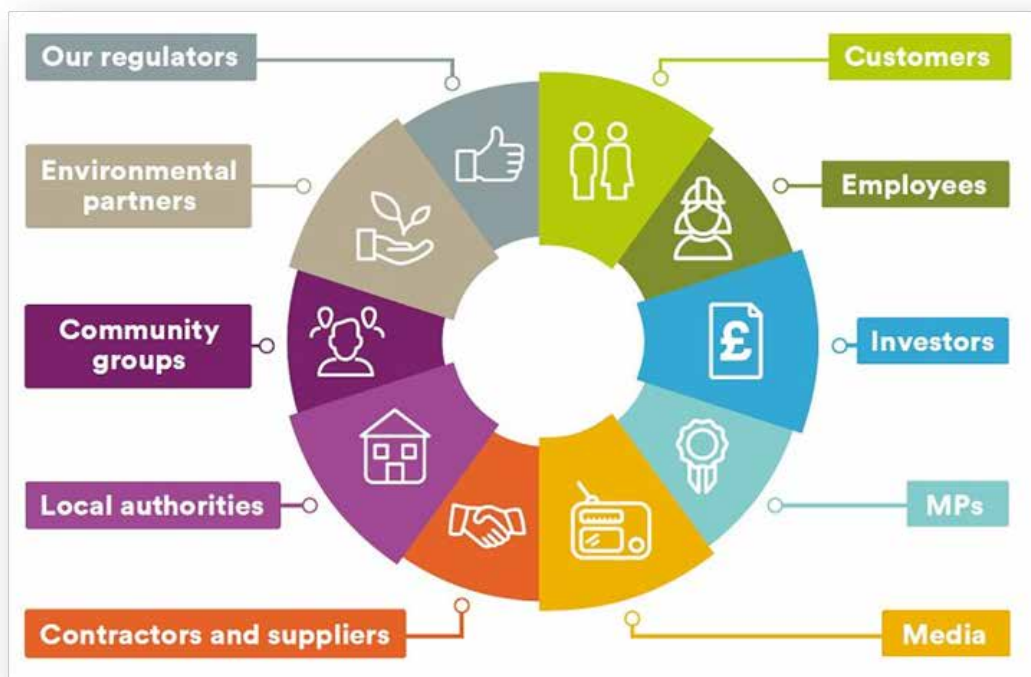 Our regulators
Customers
Environmental
partners
Employees
Community
groups
£
Investors
Local authorities
MPs
Contractors and suppliers
Media